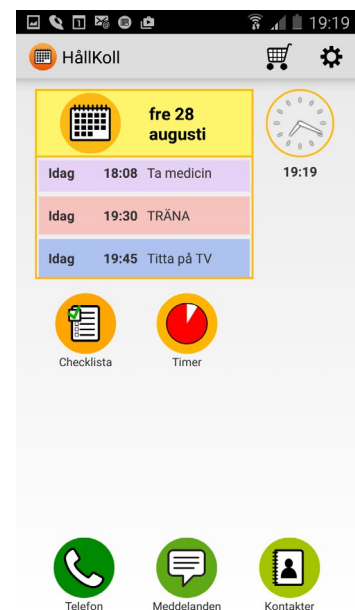 19:19
HållKoll
fre 28
augusti
Idag 18:08 Ta medicin
Idag 19:30 TRÄNA
Idag 19:45 Titta på TV
19:19
Checklista
Timer
Telefon
Meddelanden
Kontakter